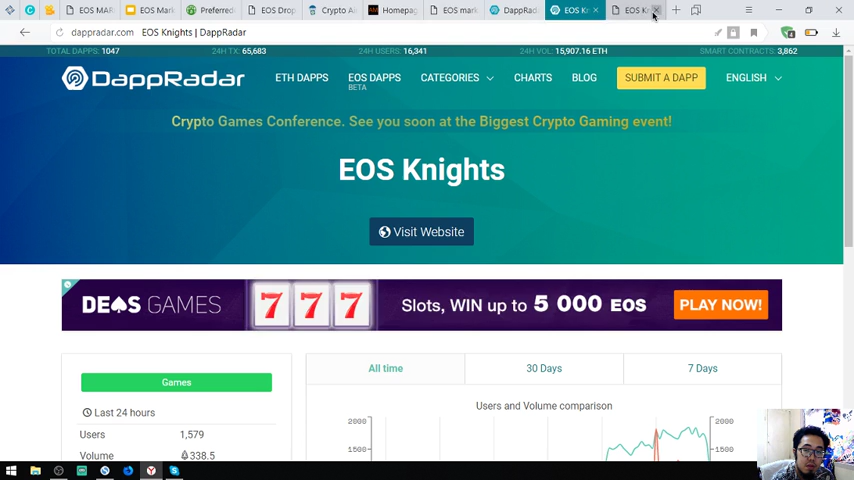 EOS MAR
EOS Mark
Preferred
EOS Drop
Crypto Ai
Homepag
EOS mark
DappRada
EOS Kn
EOS Kn
dappradar.com EOS Knights | DappRadar
TOTAL DAPPS: 1047 24H TX: 65,683 24H USERS: 16,341 24H VOL: 15,907.16 ETH SMART CONTRACTS: 3,862
DappRadar ETH DAPPS EOS DAPPS CATEGORIES CHARTS BLOG SUBMIT A DAPP ENGLISH
BETA
Crypto Games Conference. See you soon at the Biggest Crypto Gaming event!
EOS Knights
Visit Website
DEOS GAMES 777 Slots, WIN up to 5 000 EOS PLAY NOW!
All time 30 Days 7 Days
Games
Users and Volume comparison
Last 24 hours
2000 2000
Users 1,579
1500 1500
Volume 338.5